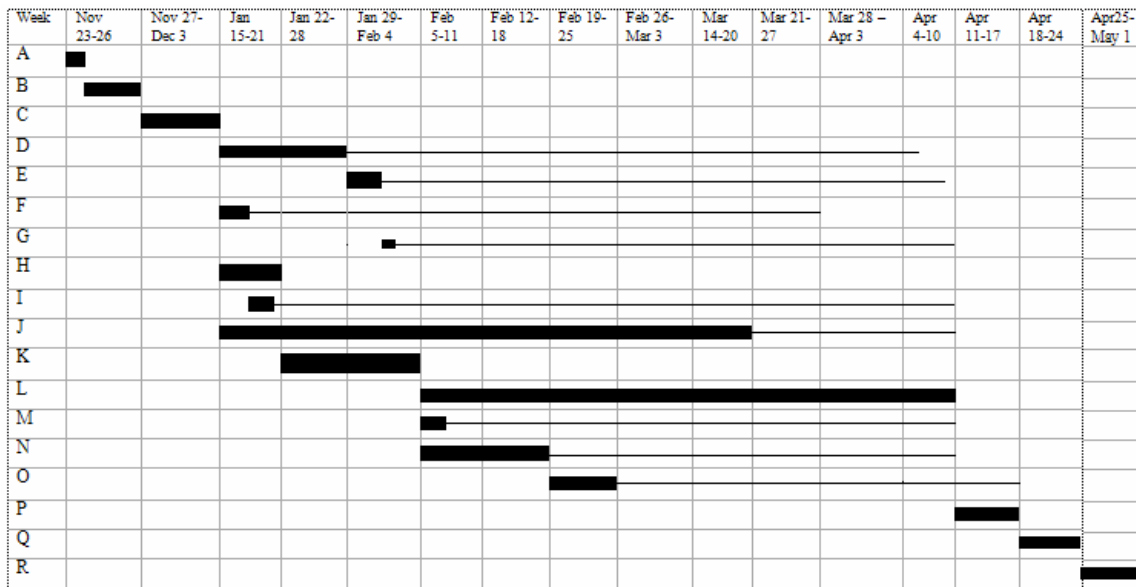 Week Nov Nov 27- Jan Jan 22- Jan 29- Feb Feb 12- Feb 19- Feb 26- Mar Mar 21- Mar 28 – Apr Apr Apr Apr25-
23-26 Dec 3 15-21 28 Feb 4 5-11 18 25 Mar 3 14-20 27 Apr 3 4-10 11-17 18-24 May 1
A
B
C
D
E
F
G
H
I
J
K
L
M
N
O
P
Q
R